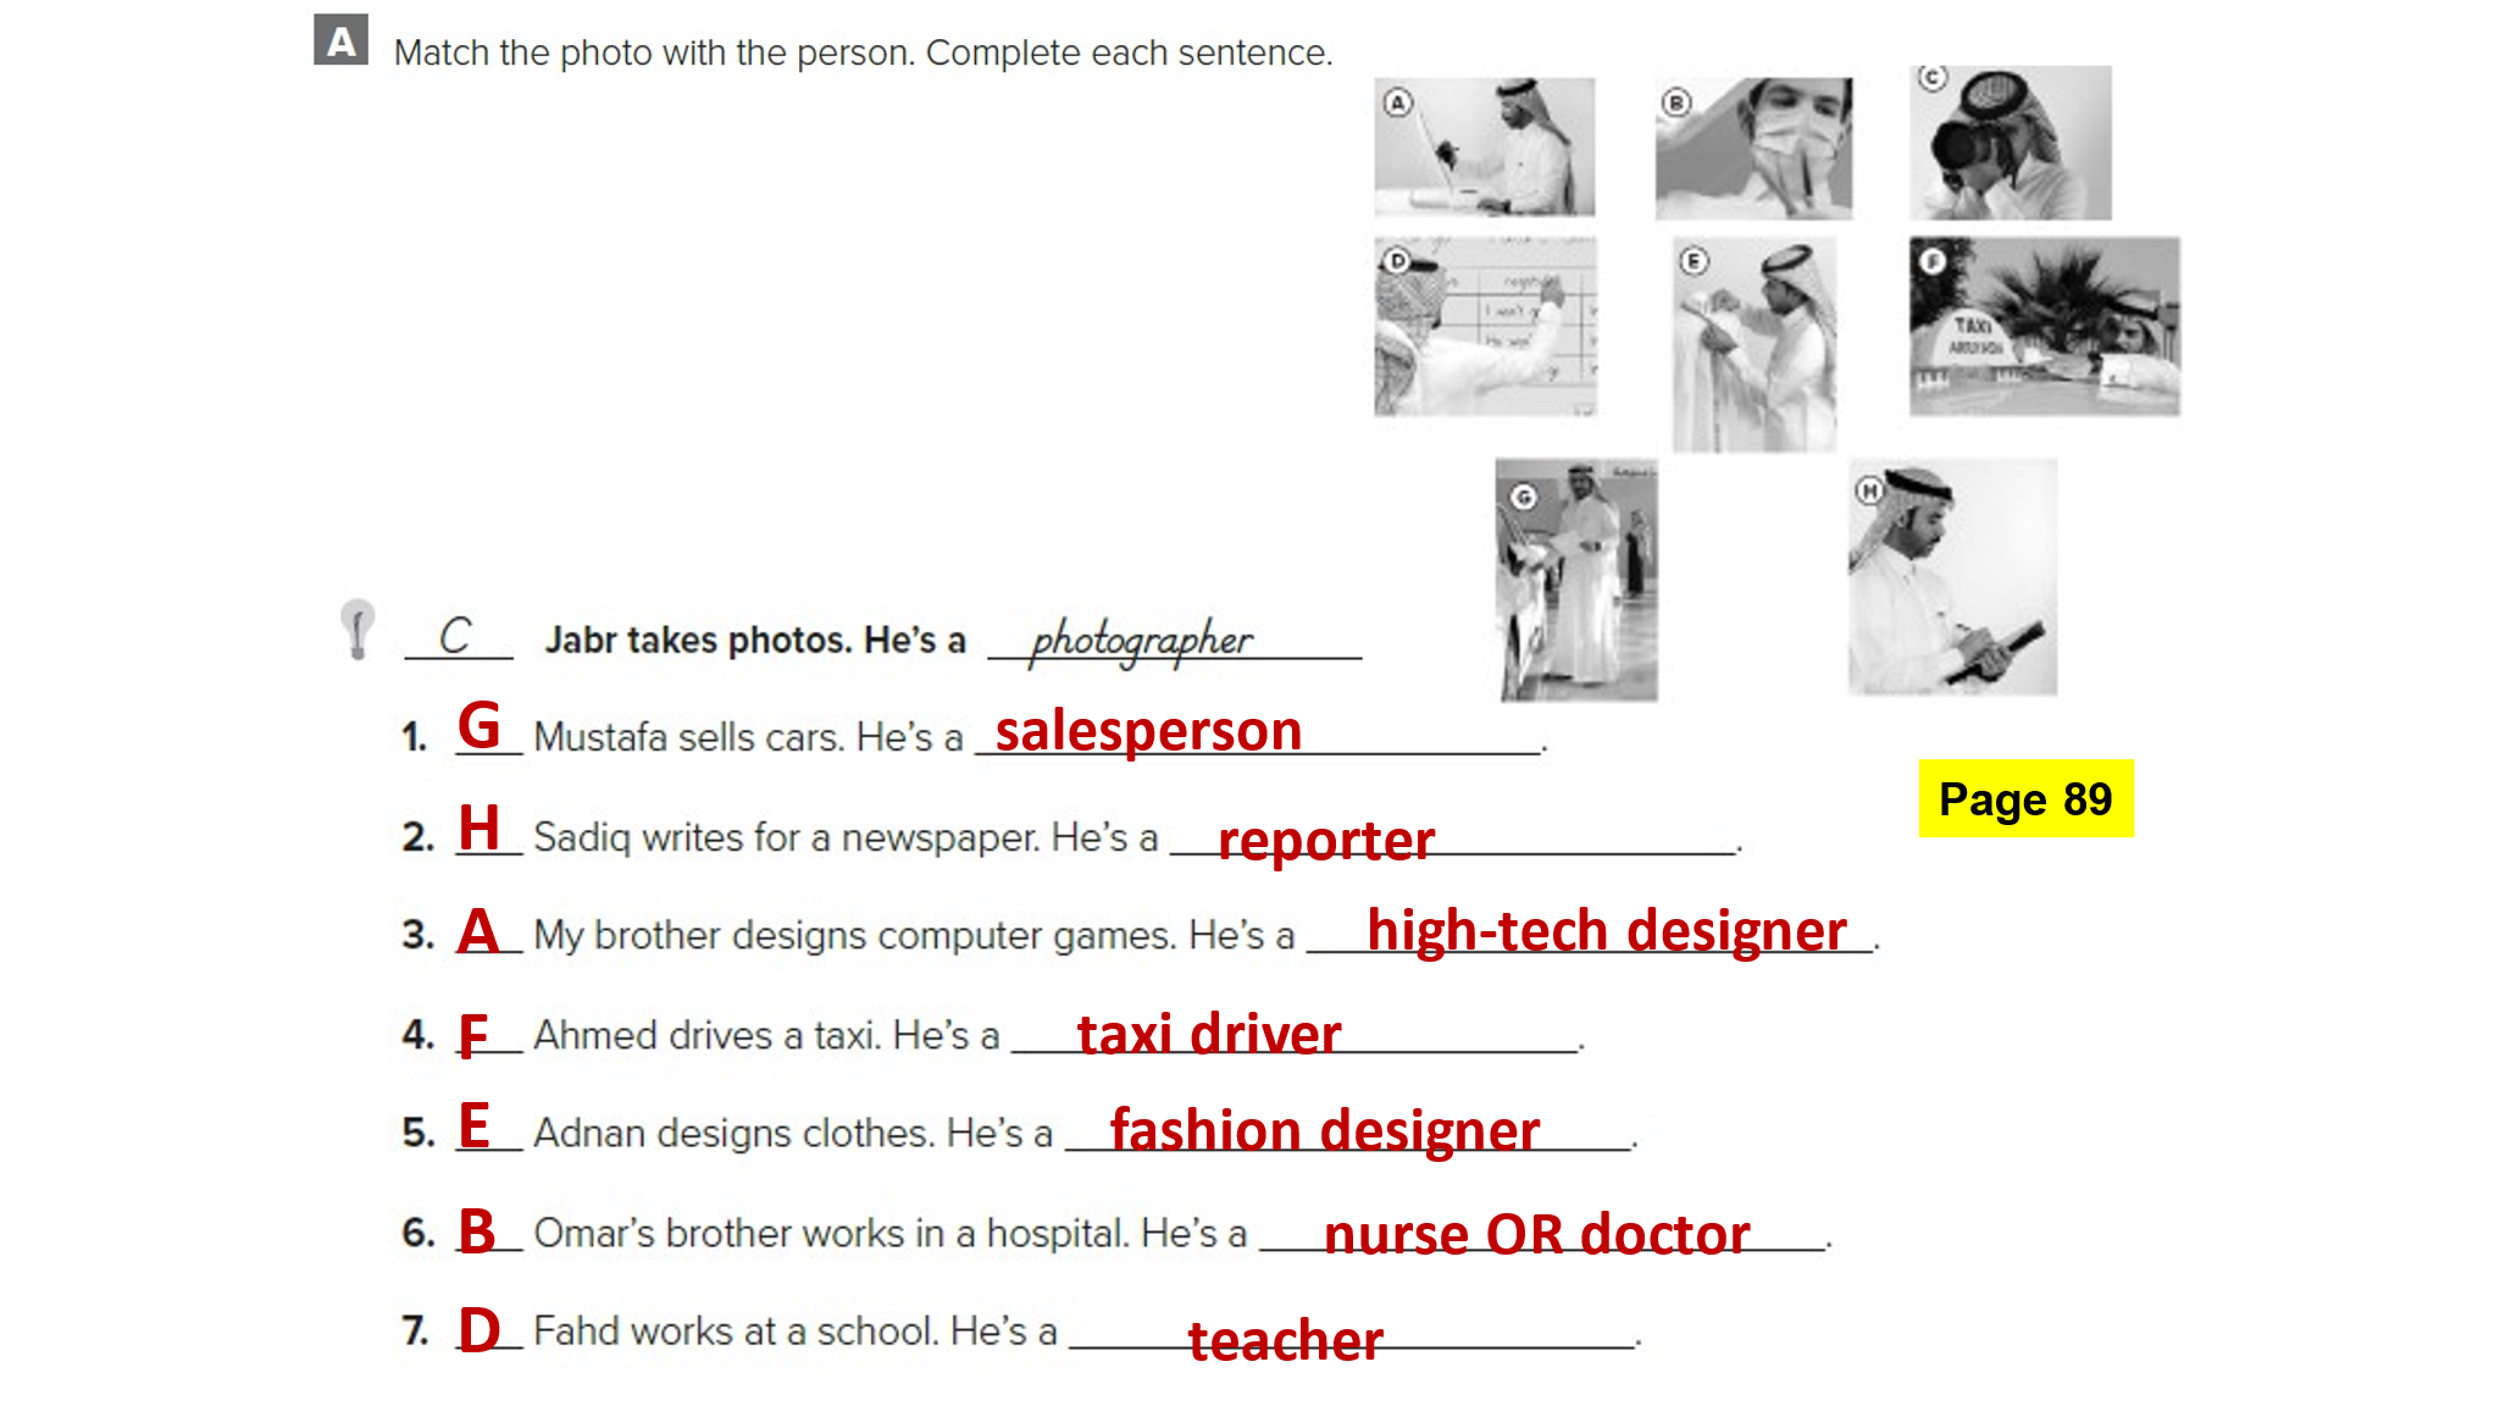 A Match the photo with the person. Complete each sentence.
A
B
C
D
E
F
TAXI
G
H
C Jabr takes photos. He's a photographer
1. G Mustafa sells cars. He's a salesperson.
2. H Sadiq writes for a newspaper. He's a reporter.
Page 89
3. A My brother designs computer games. He's a high-tech designer.
4. F Ahmed drives a taxi. He's a taxi driver.
5. E Adnan designs clothes. He's a fashion designer.
6. B Omar's brother works in a hospital. He's a nurse OR doctor.
7. D Fahd works at a school. He's a teacher.